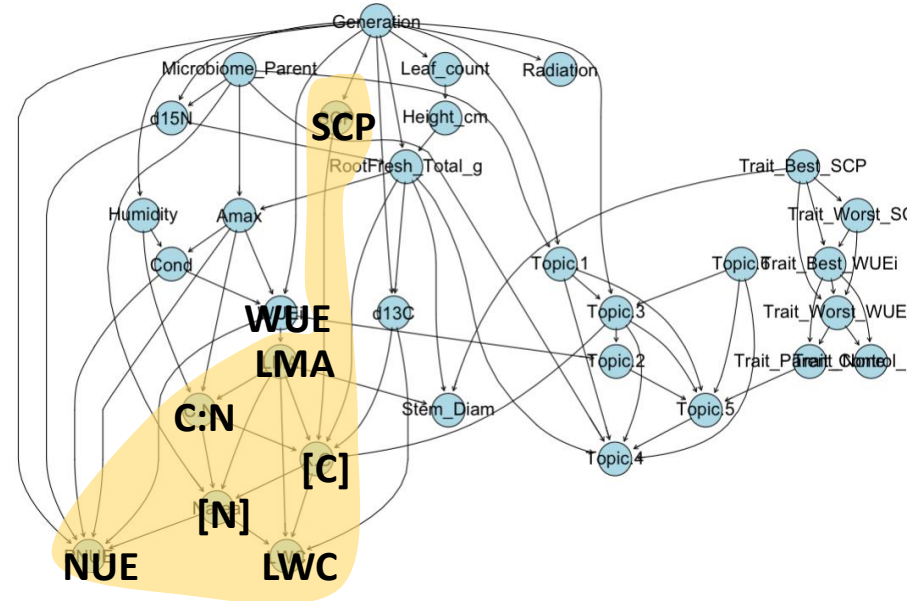 Generation
Microbiome_Parent
Leaf_count
Radiation
d15N
SCP
Height_cm
RootFresh_Total_g
Trait_Best_SCP
Humidity
Amax
Trait_Worst_SC
Cond
Topic.1
Topic.6
Trait_Best_WUEi
WUE
d13C
Topic.3
Trait_Worst_WUE
LMA
Topic.2
Control_
C:N
Stem_Diam
Topic.5
[C]
Topic.4
[N]
NUE
LWC